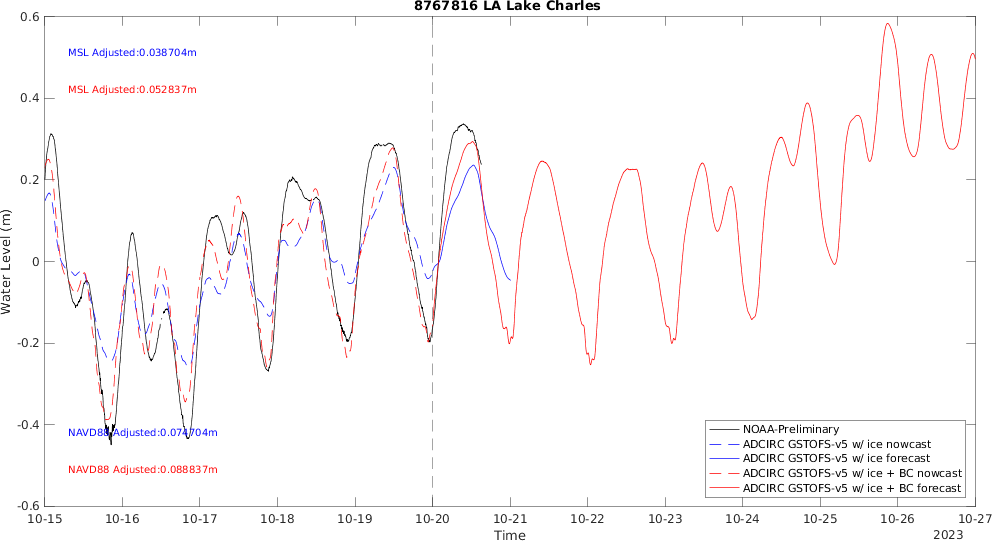 8767816 LA Lake Charles
0.6
MSL Adjusted:0.038704m
0.4
MSL Adjusted:0.052837m
0.2
Water Level (m)
0
-0.2
-0.4
NAVD88 Adjusted:0.074704m
NOAA-Preliminary
ADCIRC GSTOFS-v5 w/ ice nowcast
ADCIRC GSTOFS-v5 w/ ice forecast
NAVD88 Adjusted:0.088837m
ADCIRC GSTOFS-v5 w/ ice + BC nowcast
ADCIRC GSTOFS-v5 w/ ice + BC forecast
-0.6
10-15 10-16 10-17 10-18 10-19 10-20 10-21 10-22 10-23 10-24 10-25 10-26 10-27
Time
2023